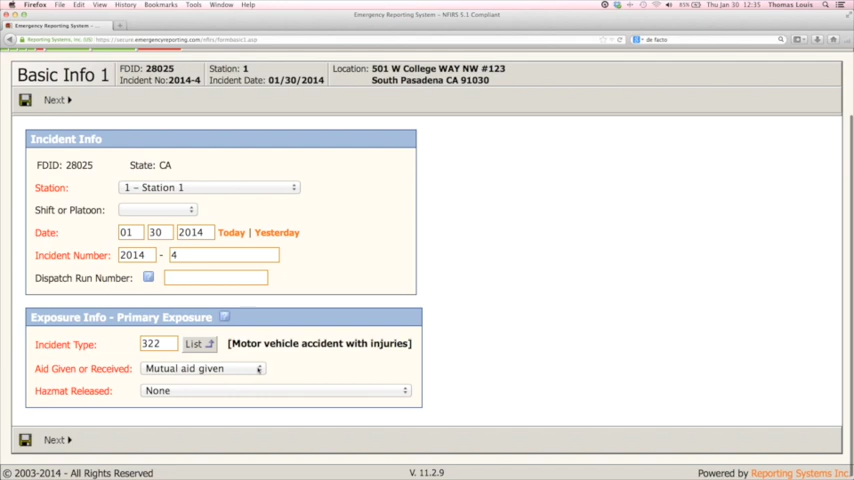 Firefox File Edit View History Bookmarks Tools Window Help Thu Jan 30 12:35 Thomas Louis
Emergency Reporting System – NFIRS 5.1 Compliant
Emergency Reporting System – NFIRS 5.1 Compliant
Reporting Systems, Inc. https://secure.emergencyreporting.com/nfirs/formbasic1.asp de facto
Basic Info 1
FDID: 28025
Incident No:2014-4
Station: 1
Incident Date: 01/30/2014
Location: 501 W College WAY NW #123
South Pasadena CA 91030
Next
Incident Info
FDID: 28025 State: CA
Station: 1 – Station 1
Shift or Platoon:
Date: 01 30 2014 Today | Yesterday
Incident Number: 2014 - 4
Dispatch Run Number: ?
Exposure Info - Primary Exposure ?
Incident Type: 322 List [Motor vehicle accident with injuries]
Aid Given or Received: Mutual aid given
Hazmat Released: None
Next
© 2003-2014 - All Rights Reserved V. 11.2.9 Powered by Reporting Systems Inc.